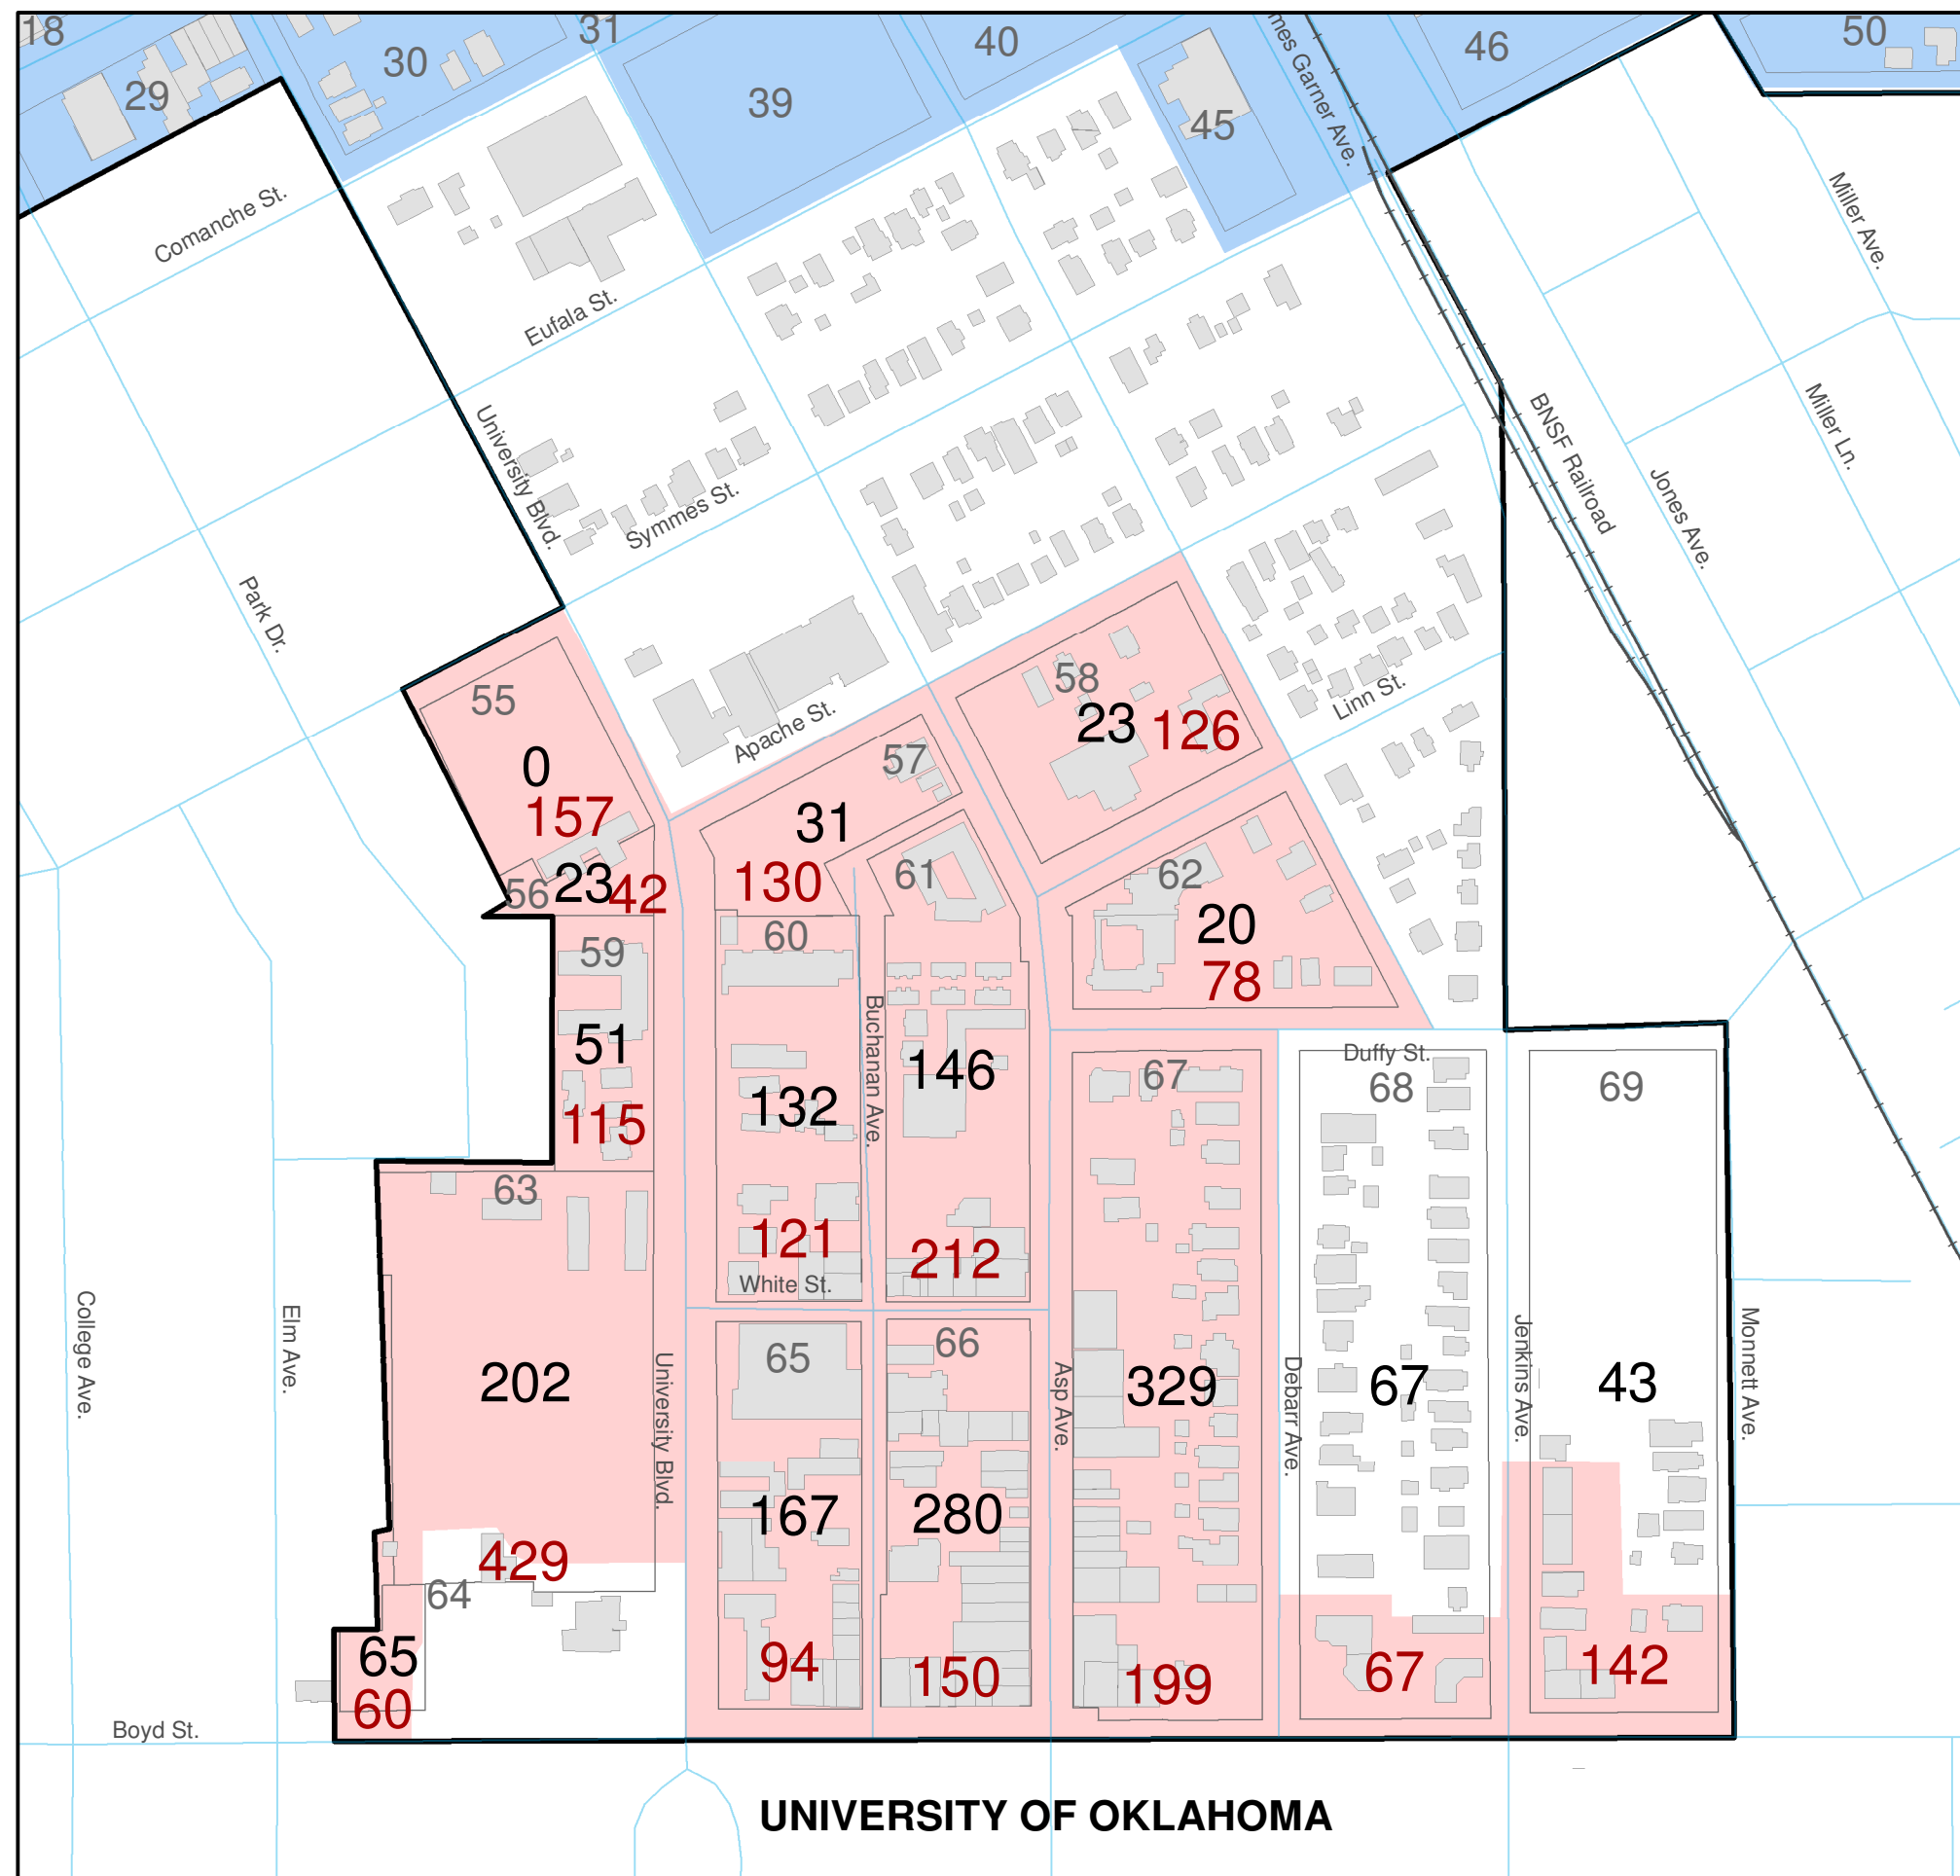 18
31
40
46
50
30
29
39
45
mes Garner Ave.
Comanche St.
Miller Ave.
Eufala St.
University Blvd.
Symmes St.
BNSF Railroad
Miller Ln.
Jones Ave.
Park Dr.
55
0
157
58
23
126
Linn St.
Apache St.
57
31
130
56
23
42
61
62
20
78
59
60
51
115
Buchanan Ave.
132
146
67
Duffy St.
68
69
63
121
212
White St.
College Ave.
Elm Ave.
202
University Blvd.
65
66
Asp Ave.
329
Debarr Ave.
67
Jenkins Ave.
43
Monnett Ave.
167
280
429
64
65
60
94
150
199
67
142
Boyd St.
UNIVERSITY OF OKLAHOMA